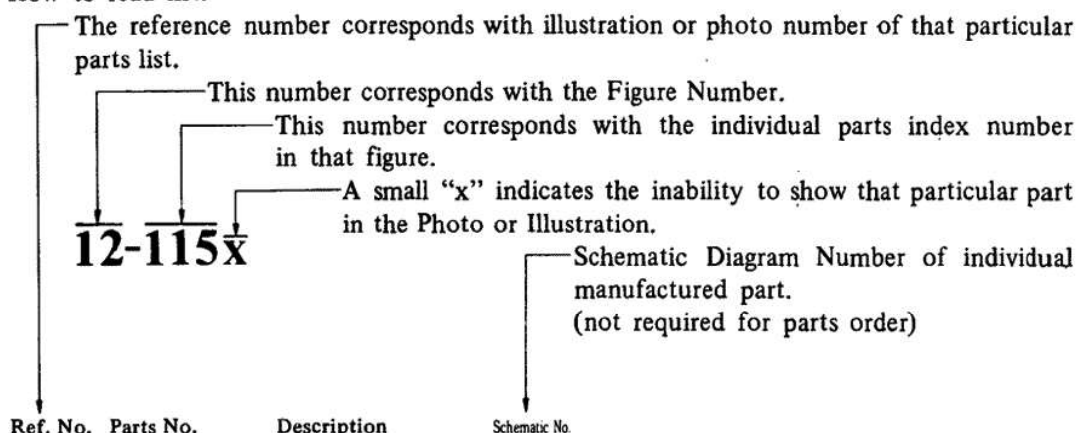 The reference number corresponds with illustration or photo number of that particular
parts list.
This number corresponds with the Figure Number.
This number corresponds with the individual parts index number
in that figure.
A small “x” indicates the inability to show that particular part
in the Photo or Illustration.
12-115x
Schematic Diagram Number of individual
manufactured part.
(not required for parts order)
Ref. No. Parts No. Description Schematic No.